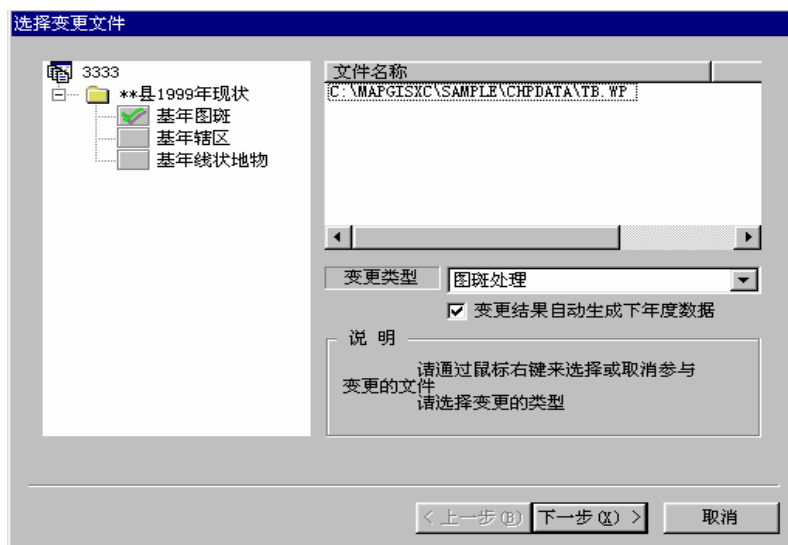 选择变更文件
3333
**县1999年现状
基年图斑
基年辖区
基年线状地物
文件名称
C:\MAPGISXC\SAMPLE\CHPDATA\TB.WP
变更类型
图斑处理
变更结果自动生成下年度数据
说 明
请通过鼠标右键来选择或取消参与
变更的文件
请选择变更的类型
< 上一步(B)
下一步(X) >
取消